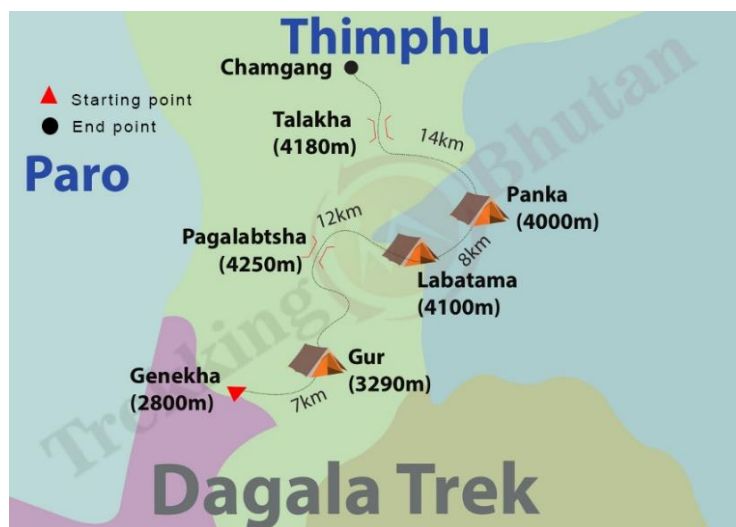 Thimphu
Chamgang
Starting point
End point
Talakha
(4180m)
14km
Paro
Panka
(4000m)
12km
Pagalabtsha
(4250m)
8km
Labatama
(4100m)
Gur
(3290m)
Genekha
(2800m)
7km
Trekking Bhutan
Dagala Trek